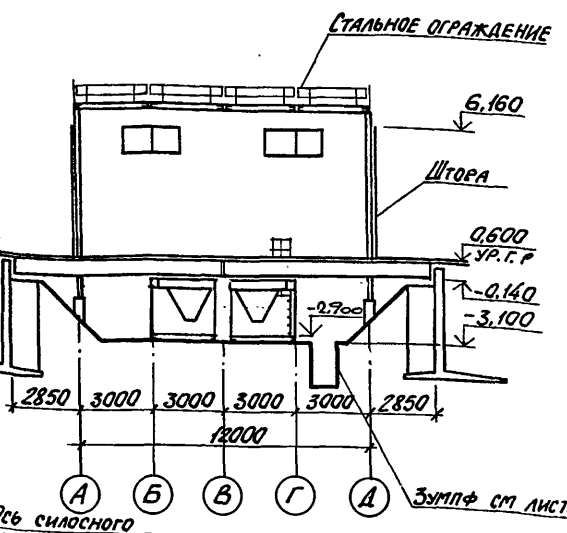 Стальное ограждение
6,160
Штора
0,600
ур. г. р
-0,140
-2,900
-3,100
2850 3000 3000 3000 3000 2850
12000
А Б В Г Д
Зумпф см лист
ось силосного